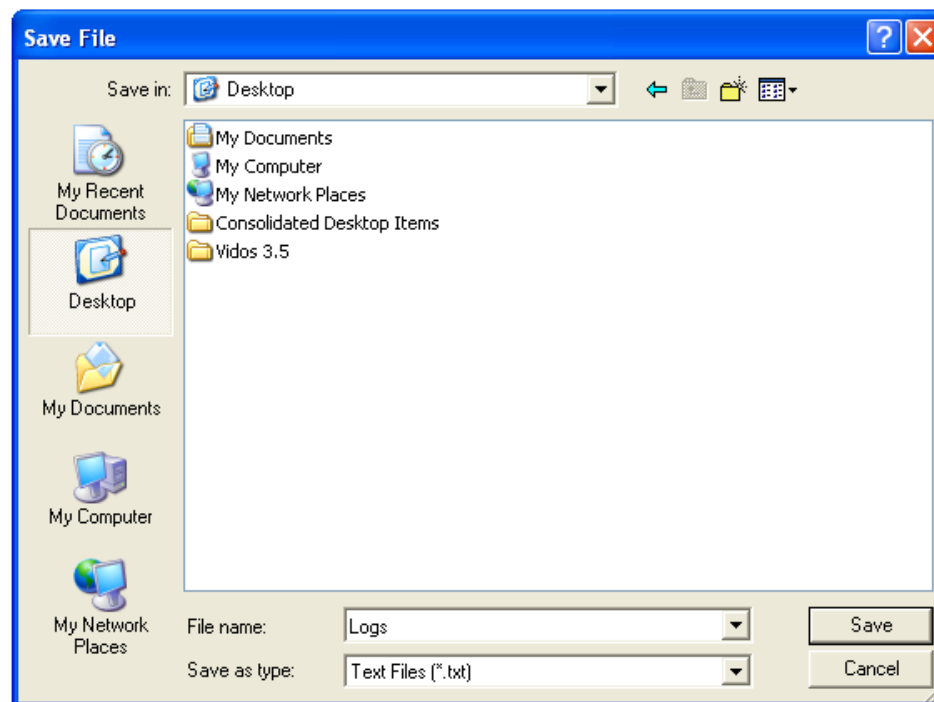 Save File
Save in:
Desktop
My Recent
Documents
Desktop
My Documents
My Computer
My Network
Places
My Documents
My Computer
My Network Places
Consolidated Desktop Items
Vidos 3.5
File name:
Logs
Save
Save as type:
Text Files (*.txt)
Cancel